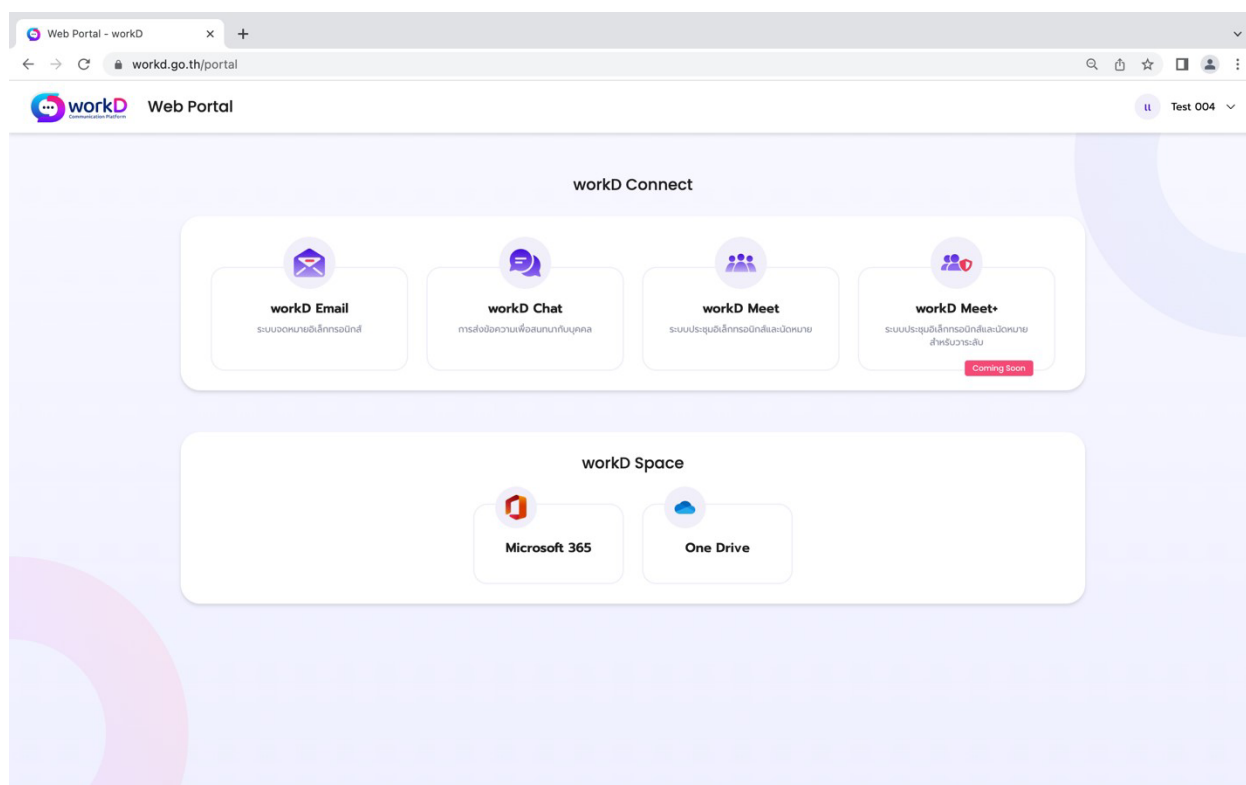 Web Portal - workD
workd.go.th/portal
workD
Communication Platform
Web Portal
แ
Test 004
workD Connect
workD Email
ระบบจดหมายอิเล็กทรอนิกส์
workD Chat
การส่งข้อความเพื่อสนทนากับบุคคล
workD Meet
ระบบประชุมอิเล็กทรอนิกส์และนัดหมาย
workD Meet+
ระบบประชุมอิเล็กทรอนิกส์และนัดหมาย
สำหรับวาระลับ
Coming Soon
workD Space
Microsoft 365
One Drive